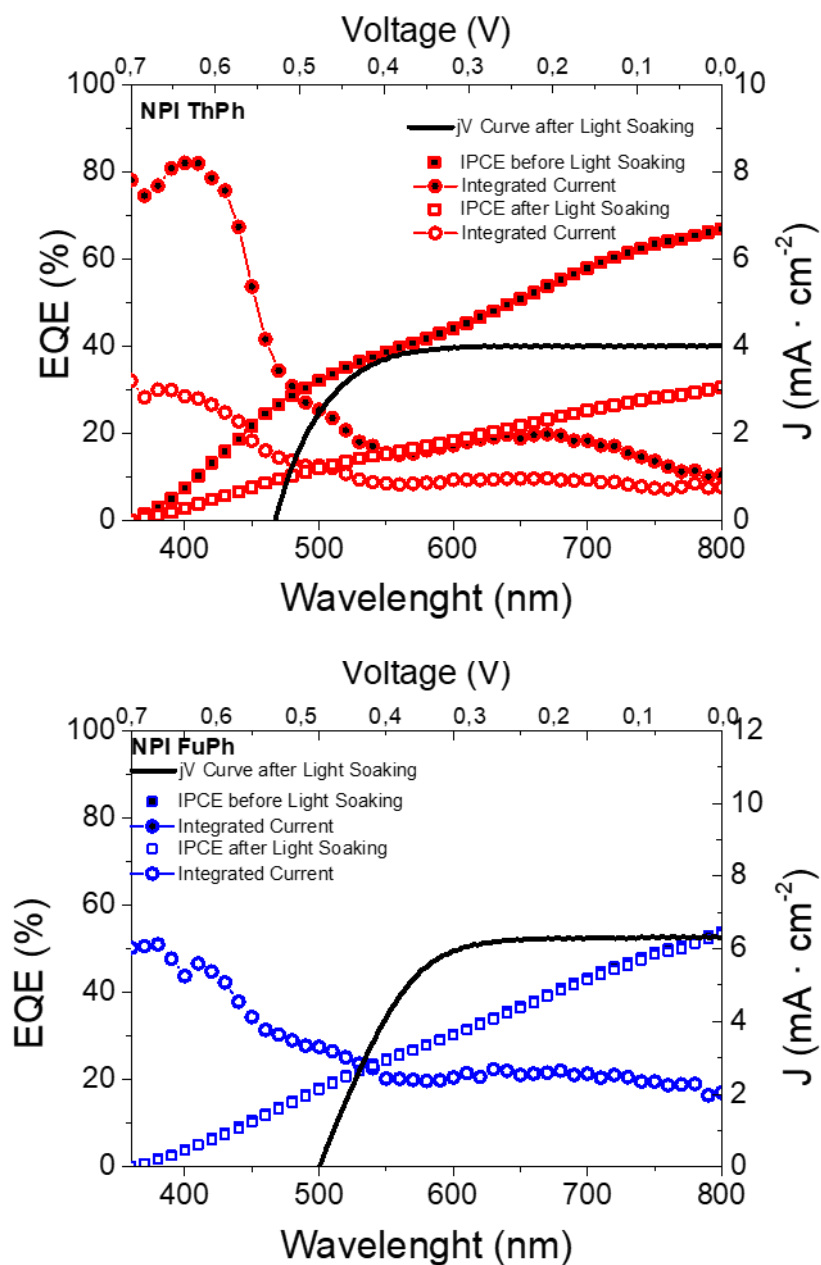 Voltage (V)
0,7 0,6 0,5 0,4 0,3 0,2 0,1 0,0
100 10
NPI ThPh
jV Curve after Light Soaking
IPCE before Light Soaking
80 8
Integrated Current
IPCE after Light Soaking
Integrated Current
60 6
EQE (%)
J (mA · cm-2)
40 4
20 2
0 0
400 500 600 700 800
Wavelenght (nm)
Voltage (V)
0,7 0,6 0,5 0,4 0,3 0,2 0,1 0,0
100 12
NPI FuPh
jV Curve after Light Soaking
IPCE before Light Soaking
10
80
Integrated Current
IPCE after Light Soaking
Integrated Current
8
60
EQE (%)
J (mA · cm-2)
6
40
4
20
2
0 0
400 500 600 700 800
Wavelenght (nm)